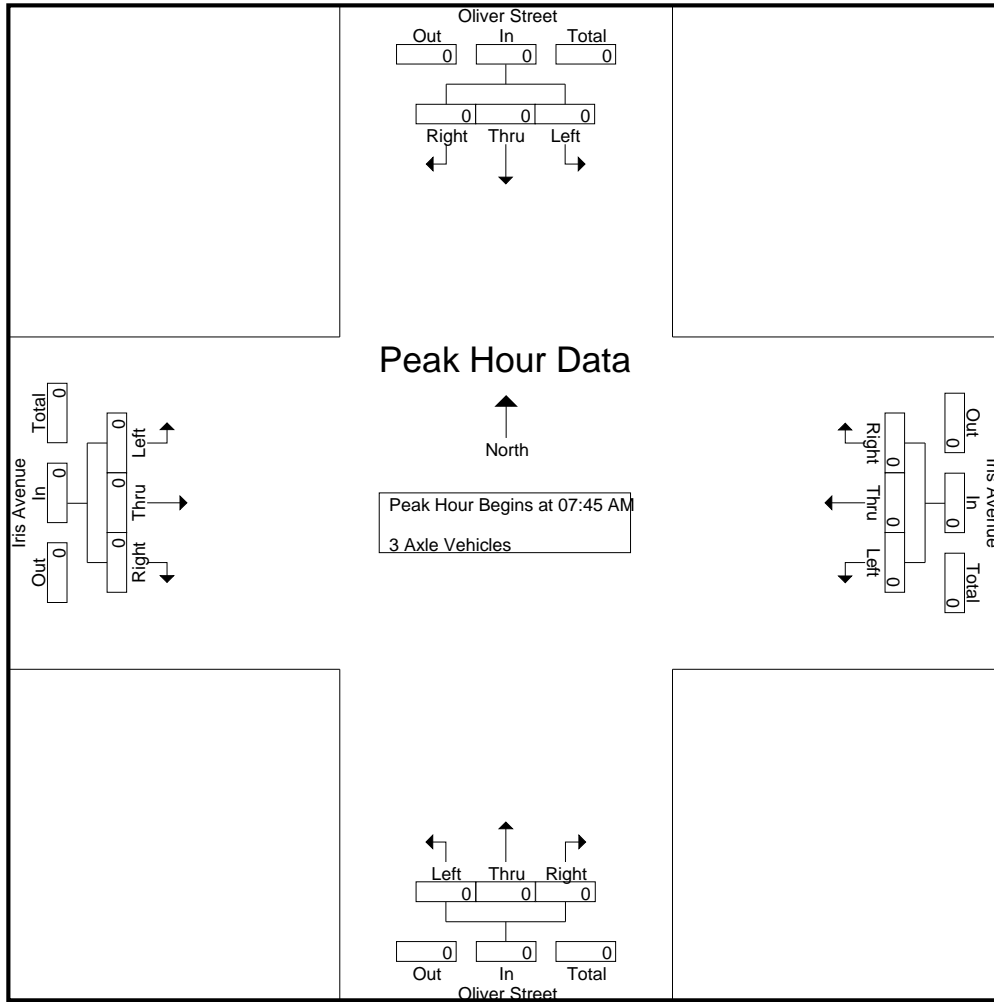 Oliver Street
Out In Total
0 0 0
0 0 0
Right Thru Left
Peak Hour Data
North
Peak Hour Begins at 07:45 AM
3 Axle Vehicles
Iris Avenue
Total In Out
0 0 0
0 0 0
Left Thru Right
Iris Avenue
Out In Total
0 0 0
0 0 0
Right Thru Left
Left Thru Right
0 0 0
0 0 0
Out In Total
Oliver Street